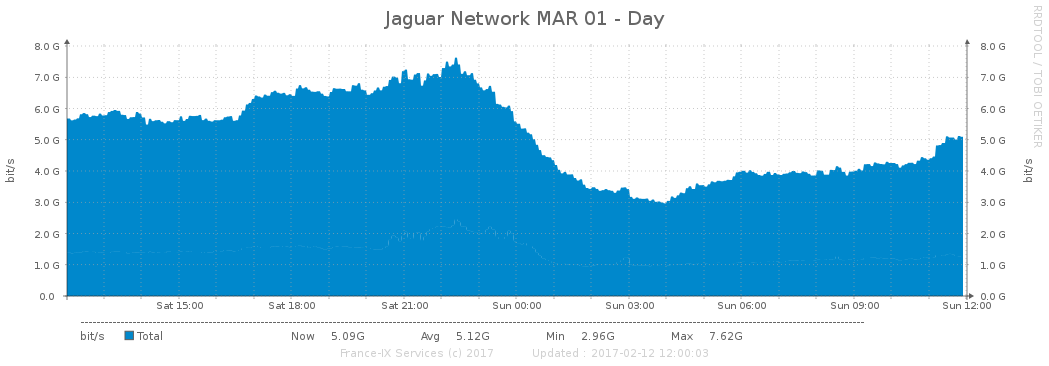 Jaguar Network MAR 01 - Day
RRDTOOL / TOBI OETIKER
bit/s
8.0 G 8.0 G
7.0 G 7.0 G
6.0 G 6.0 G
5.0 G 5.0 G
4.0 G 4.0 G
3.0 G 3.0 G
2.0 G 2.0 G
1.0 G 1.0 G
0.0 0.0 G
bit/s
Sat 15:00 Sat 18:00 Sat 21:00 Sun 00:00 Sun 03:00 Sun 06:00 Sun 09:00 Sun 12:00
bit/s Total Now 5.09G Avg 5.12G Min 2.96G Max 7.62G
France-IX Services (c) 2017 Updated : 2017-02-12 12:00:03